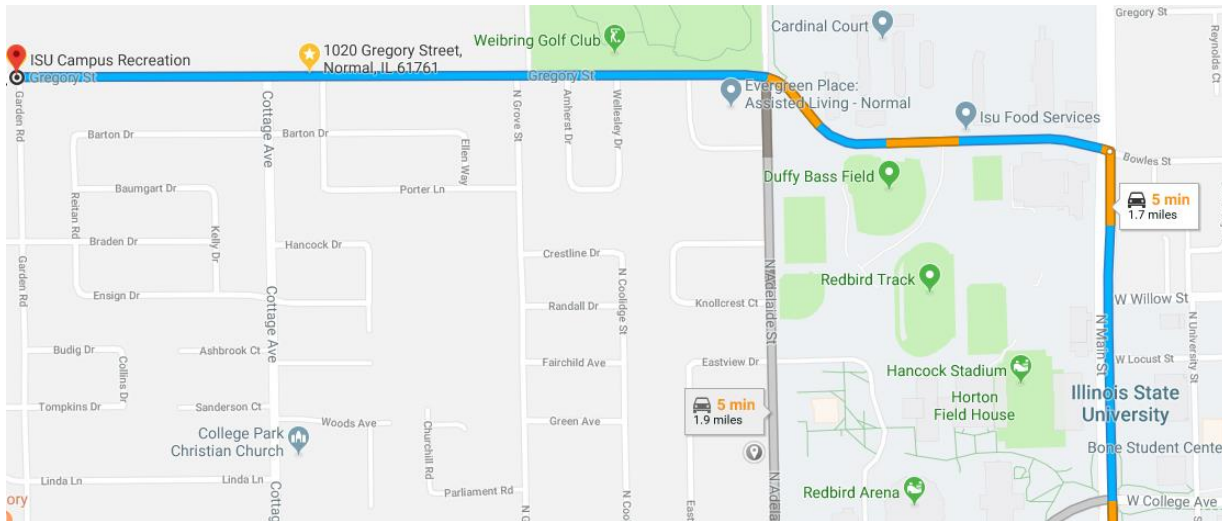 Gregory St
Cardinal Court
Weibring Golf Club
Reynolds Ct
ISU Campus Recreation
1020 Gregory Street,
Normal, IL 61761
Gregory St
Gregory St
Evergreen Place:
Assisted Living - Normal
Isu Food Services
Garden Rd
Cottage Ave
N Grove St
Amherst Dr
Wellesley Dr
Barton Dr
Barton Dr
Ellen Way
Bowles St
Duffy Bass Field
Baumgart Dr
Porter Ln
5 min
1.7 miles
Reitan Rd
Kelly Dr
Braden Dr
Hancock Dr
Crestline Dr
N Coolidge St
N Adelaide St
Redbird Track
Garden Rd
Ensign Dr
Cottage Ave
Randall Dr
Knollcrest Ct
W Willow St
N Main St
N University St
Budig Dr
Collins Dr
Ashbrook Ct
Fairchild Ave
Eastview Dr
Hancock Stadium
W Locust St
Horton
Field House
Illinois State
University
Tompkins Dr
Sanderson Ct
Woods Ave
Green Ave
5 min
1.9 miles
College Park
Christian Church
Churchill Rd
Bone Student Cente
Linda Ln
Linda Ln
Parliament Rd
Redbird Arena
W College Ave
ory
Cottag
N G
N Coo
East
N Adela